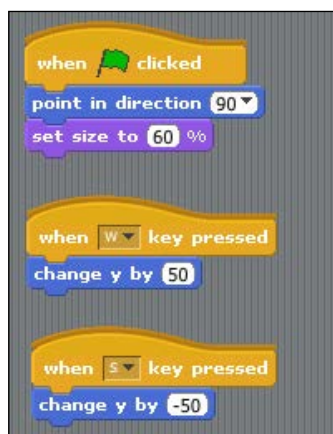 when clicked
point in direction 90
set size to 60 %
when w key pressed
change y by 50
when s key pressed
change y by -50